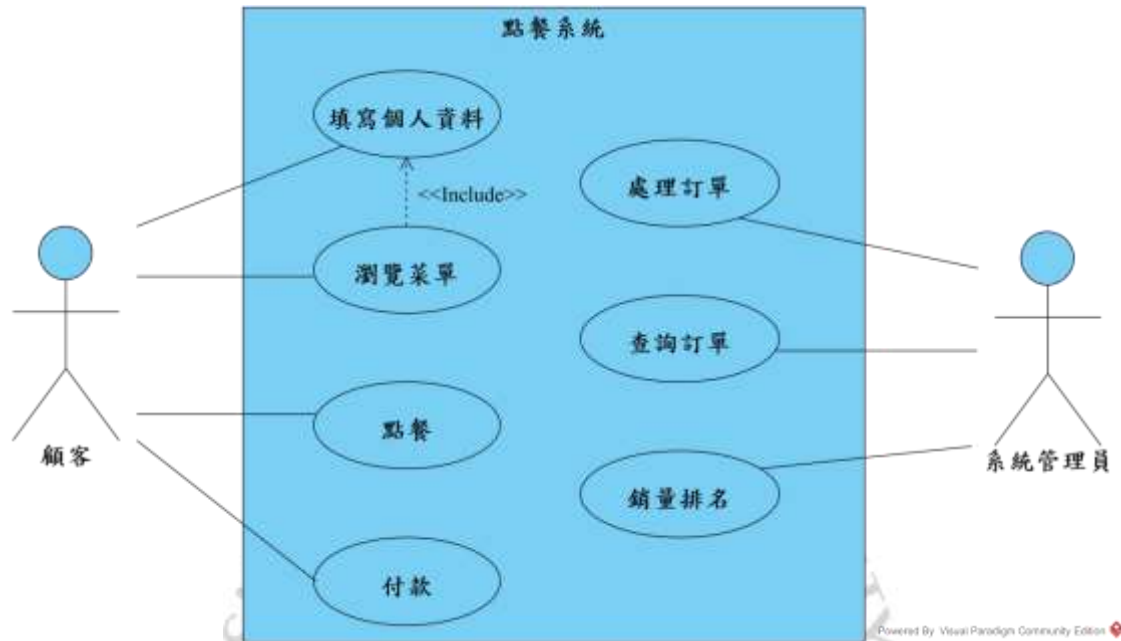 點餐系統
填寫個人資料
<<Include>>
處理訂單
瀏覽菜單
查詢訂單
點餐
顧客
系統管理員
銷量排名
付款
Powered By Visual Paradigm Community Edition